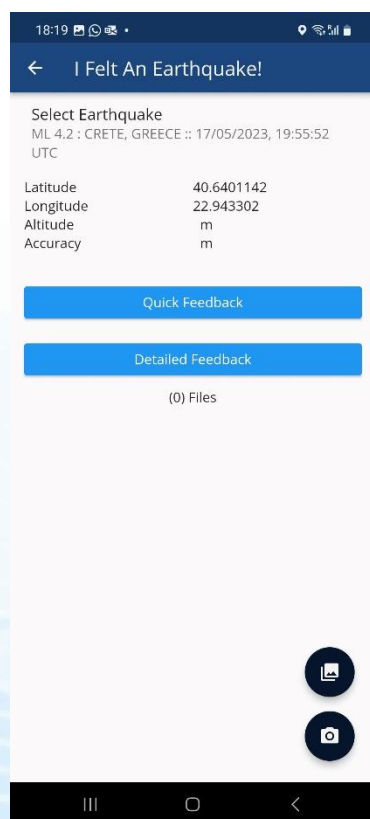 18:19
I Felt An Earthquake!
Select Earthquake
ML 4.2 : CRETE, GREECE :: 17/05/2023, 19:55:52
UTC
Latitude 40.6401142
Longitude 22.943302
Altitude m
Accuracy m
Quick Feedback
Detailed Feedback
(0) Files